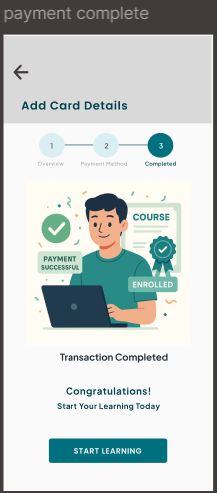 payment complete
Add Card Details
1
2
3
Overview
Payment Method
Completed
COURSE
PAYMENT
SUCCESSFUL
ENROLLED
Transaction Completed
Congratulations!
Start Your Learning Today
START LEARNING